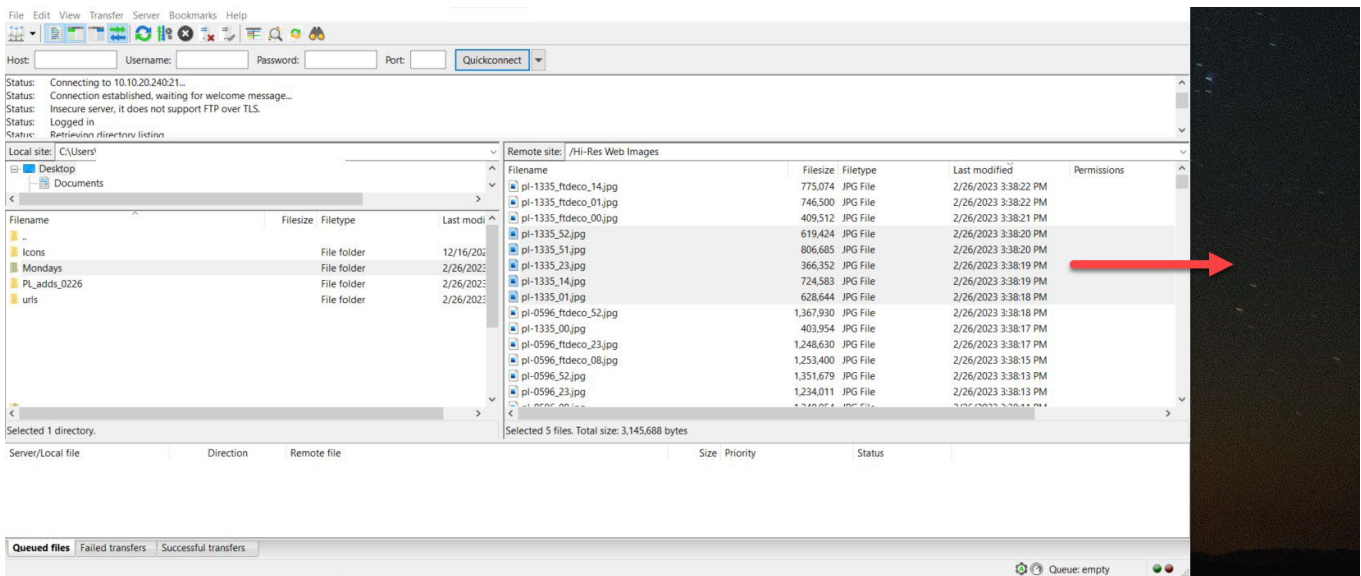 File Edit View Transfer Server Bookmarks Help
Host: Username: Password: Port: Quickconnect
Status: Connecting to 10.10.20.240:21...
Status: Connection established, waiting for welcome message...
Status: Insecure server, it does not support FTP over TLS.
Status: Logged in
Status: Retrieving directory listing
Local site: C:\Users\
Desktop
Documents
Filename Filesize Filetype Last modi
..
Icons File folder 12/16/202
Mondays File folder 2/26/2023
PL_adds_0226 File folder 2/26/2023
urls File folder 2/26/2023
Selected 1 directory.
Remote site: /Hi-Res Web Images
Filename Filesize Filetype Last modified Permissions
pl-1335_ftdeco_14.jpg 775,074 JPG File 2/26/2023 3:38:22 PM
pl-1335_ftdeco_01.jpg 746,500 JPG File 2/26/2023 3:38:22 PM
pl-1335_ftdeco_00.jpg 409,512 JPG File 2/26/2023 3:38:21 PM
pl-1335_52.jpg 619,424 JPG File 2/26/2023 3:38:20 PM
pl-1335_51.jpg 806,685 JPG File 2/26/2023 3:38:20 PM
pl-1335_23.jpg 366,352 JPG File 2/26/2023 3:38:19 PM
pl-1335_14.jpg 724,583 JPG File 2/26/2023 3:38:19 PM
pl-1335_01.jpg 628,644 JPG File 2/26/2023 3:38:18 PM
pl-0596_ftdeco_52.jpg 1,367,930 JPG File 2/26/2023 3:38:18 PM
pl-1335_00.jpg 403,954 JPG File 2/26/2023 3:38:17 PM
pl-0596_ftdeco_23.jpg 1,248,630 JPG File 2/26/2023 3:38:17 PM
pl-0596_ftdeco_08.jpg 1,253,400 JPG File 2/26/2023 3:38:15 PM
pl-0596_52.jpg 1,351,679 JPG File 2/26/2023 3:38:13 PM
pl-0596_23.jpg 1,234,011 JPG File 2/26/2023 3:38:13 PM
Selected 5 files. Total size: 3,145,688 bytes
Server/Local file Direction Remote file Size Priority Status
Queued files Failed transfers Successful transfers
Queue: empty